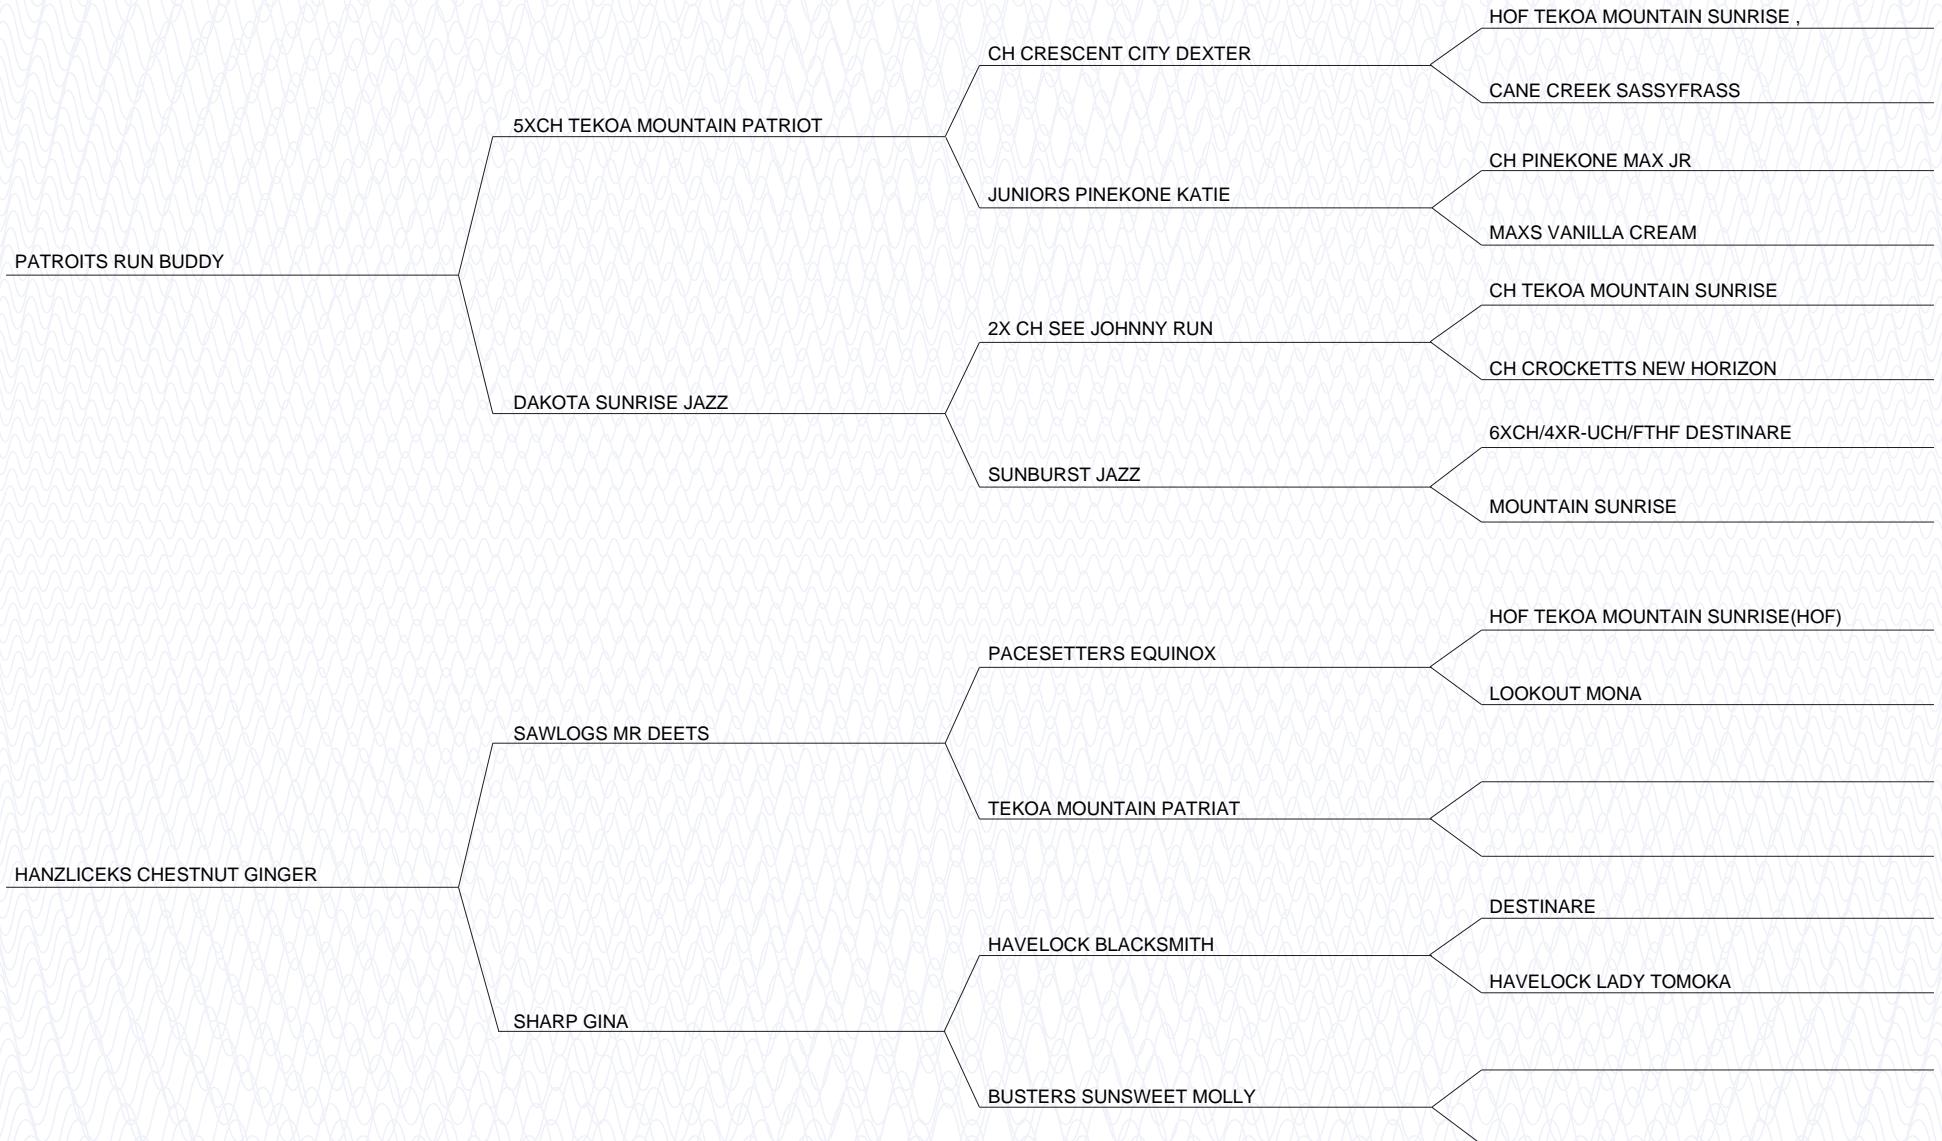 HOF TEKOA MOUNTAIN SUNRISE ,
CH CRESCENT CITY DEXTER
CANE CREEK SASSYFRASS
5XCH TEKOA MOUNTAIN PATRIOT
CH PINEKONE MAX JR
JUNIORS PINEKONE KATIE
MAXS VANILLA CREAM
PATROITS RUN BUDDY
CH TEKOA MOUNTAIN SUNRISE
2X CH SEE JOHNNY RUN
CH CROCKETTS NEW HORIZON
DAKOTA SUNRISE JAZZ
6XCH/4XR-UCH/FTHF DESTINARE
SUNBURST JAZZ
MOUNTAIN SUNRISE
HOF TEKOA MOUNTAIN SUNRISE(HOF)
PACESETTERS EQUINOX
LOOKOUT MONA
SAWLOGS MR DEETS
TEKOA MOUNTAIN PATRIAT
HANZLICEKS CHESTNUT GINGER
DESTINARE
HAVELOCK BLACKSMITH
HAVELOCK LADY TOMOKA
SHARP GINA
BUSTERS SUNSWEET MOLLY